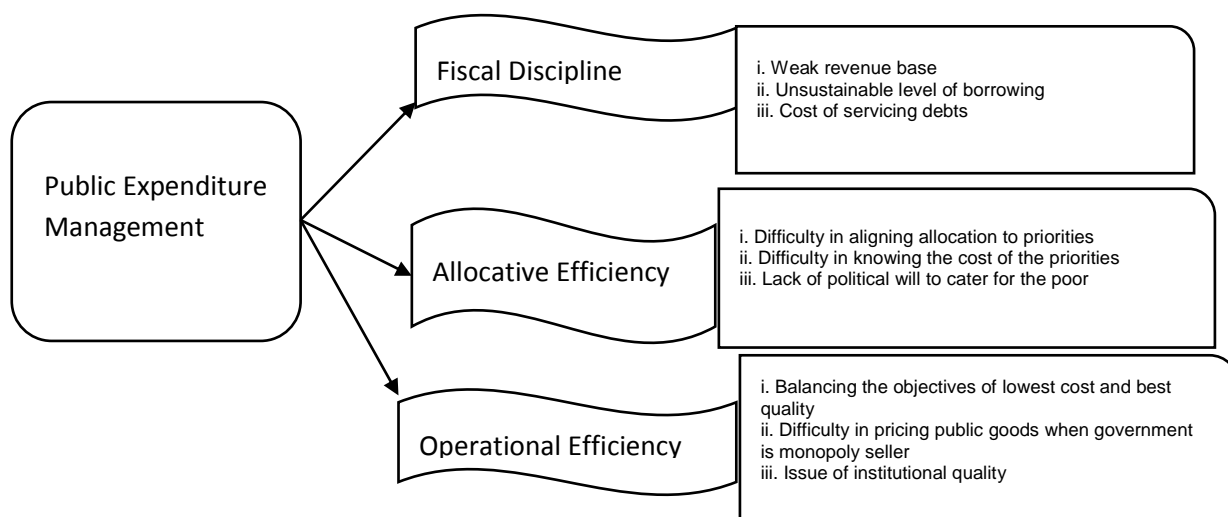 Public Expenditure
Management
Fiscal Discipline
i. Weak revenue base
ii. Unsustainable level of borrowing
iii. Cost of servicing debts
Allocative Efficiency
i. Difficulty in aligning allocation to priorities
ii. Difficulty in knowing the cost of the priorities
iii. Lack of political will to cater for the poor
Operational Efficiency
i. Balancing the objectives of lowest cost and best
quality
ii. Difficulty in pricing public goods when government
is monopoly seller
iii. Issue of institutional quality